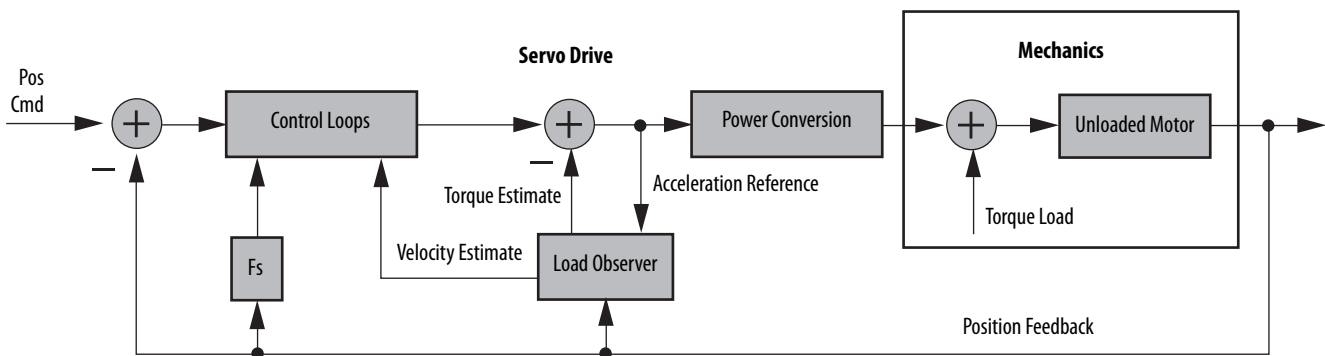 Servo Drive
Mechanics
Pos
Cmd
+
Control Loops
+
Power Conversion
+
Unloaded Motor
−
−
Torque Estimate
Acceleration Reference
Torque Load
Velocity Estimate
Fs
Load Observer
Position Feedback